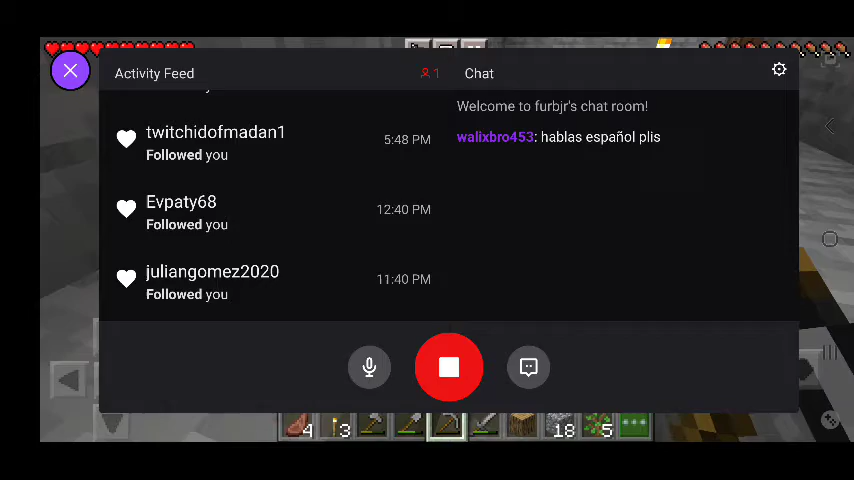 Activity Feed
1
Chat
Welcome to furbjr's chat room!
walixbro453: hablas español plis
twitchidofmadan1
Followed you
5:48 PM
Evpaty68
Followed you
12:40 PM
juliangomez2020
Followed you
11:40 PM
4
3
18
5